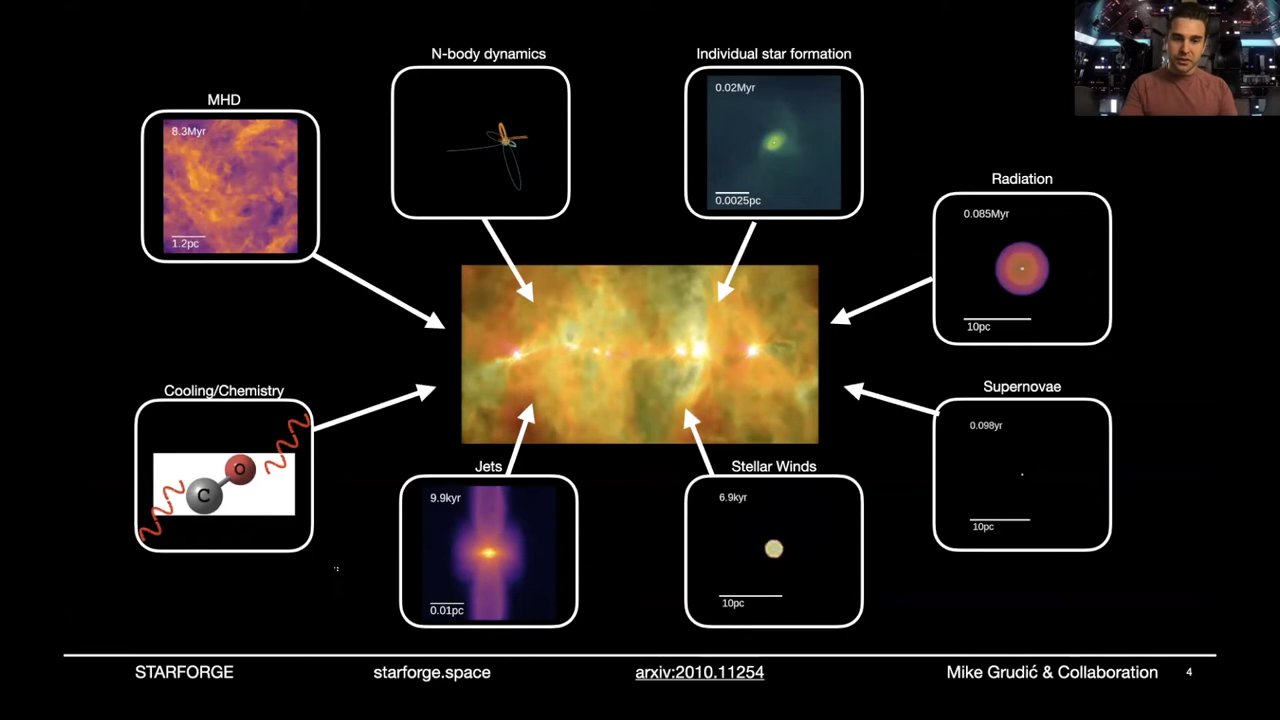 N-body dynamics
Individual star formation
MHD
8.3Myr
1.2pc
0.02Myr
0.0025pc
Radiation
0.085Myr
10pc
Cooling/Chemistry
C
O
Jets
9.9kyr
0.01pc
Stellar Winds
6.9kyr
10pc
Supernovae
0.098yr
10pc
STARFORGE
starforge.space
arxiv:2010.11254
Mike Grudić & Collaboration
4